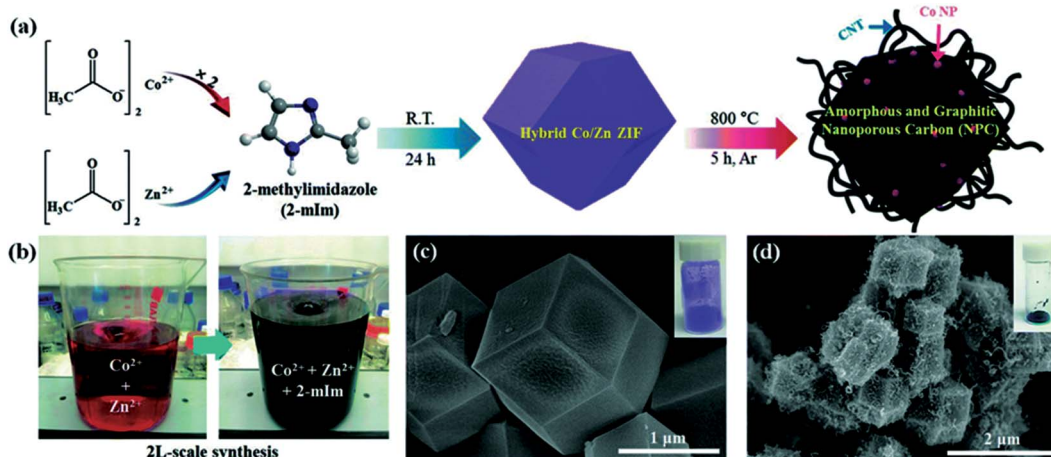 (a)
O
H₃C
O⁻
2
Co²⁺
× 2
O
H₃C
O⁻
2
Zn²⁺
2-methylimidazole
(2-mIm)
R.T.
24 h
Hybrid Co/Zn ZIF
800 °C
5 h, Ar
CNT
Co NP
Amorphous and Graphitic
Nanoporous Carbon (NPC)
(b)
Co²⁺
+
Zn²⁺
Co²⁺ + Zn²⁺
+ 2-mIm
2L-scale synthesis
(c)
1 µm
(d)
2 µm